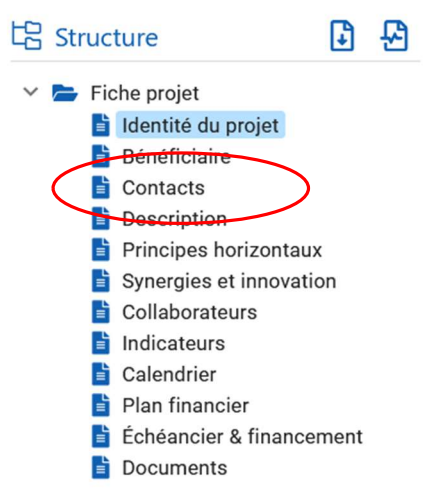 Structure
Fiche projet
Identité du projet
Bénéficiaire
Contacts
Description
Principes horizontaux
Synergies et innovation
Collaborateurs
Indicateurs
Calendrier
Plan financier
Échéancier & financement
Documents